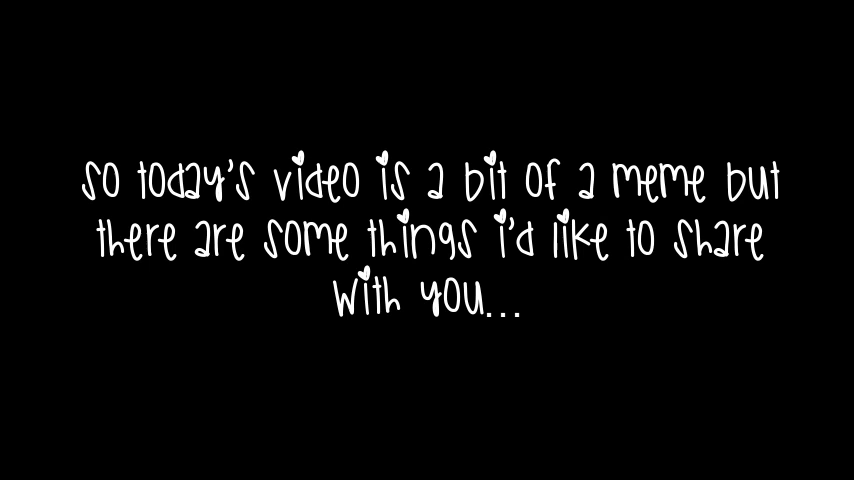 so today's video is a bit of a meme but
there are some things i'd like to share
with you...